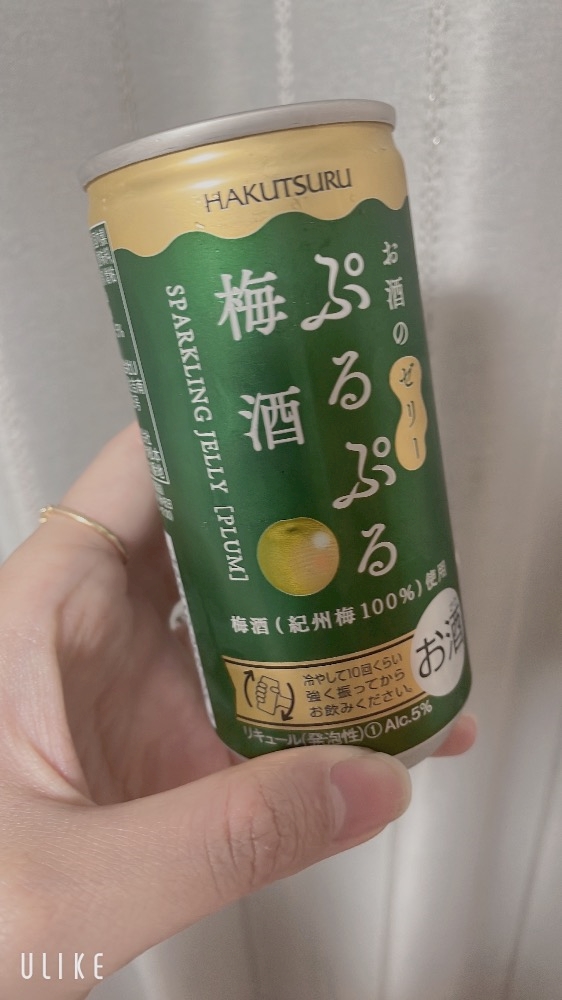 HAKUTSURU
お酒のゼリー
ぷるぷる
梅酒
SPARKLING JELLY [PLUM]
梅酒(紀州梅100%)使用
お酒
冷やして10回くらい
強く振ってから
お飲みください。
リキュール(発泡性)① Alc.5%
ULIKE